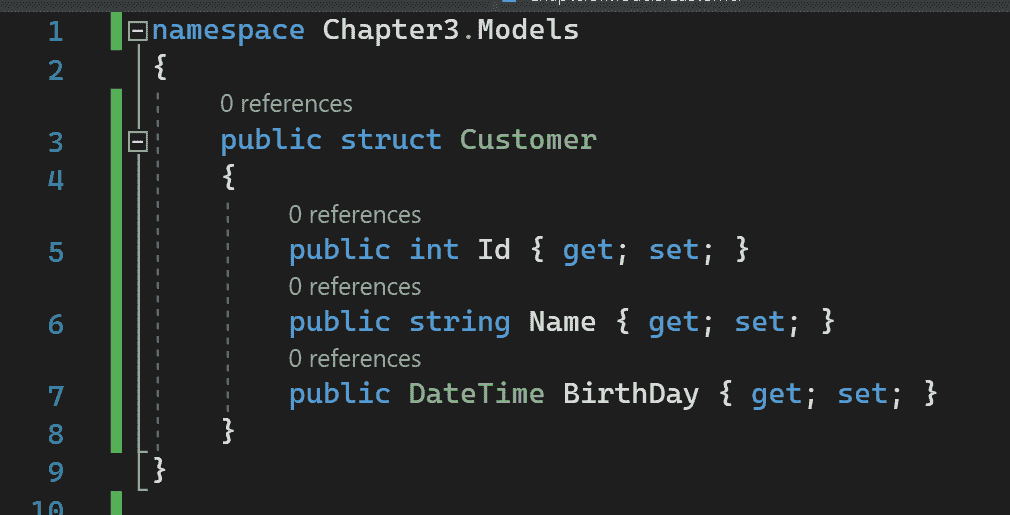 1 namespace Chapter3.Models
2 {
0 references
3 public struct Customer
4 {
0 references
5 public int Id { get; set; }
0 references
6 public string Name { get; set; }
0 references
7 public DateTime BirthDay { get; set; }
8 }
9 }
10